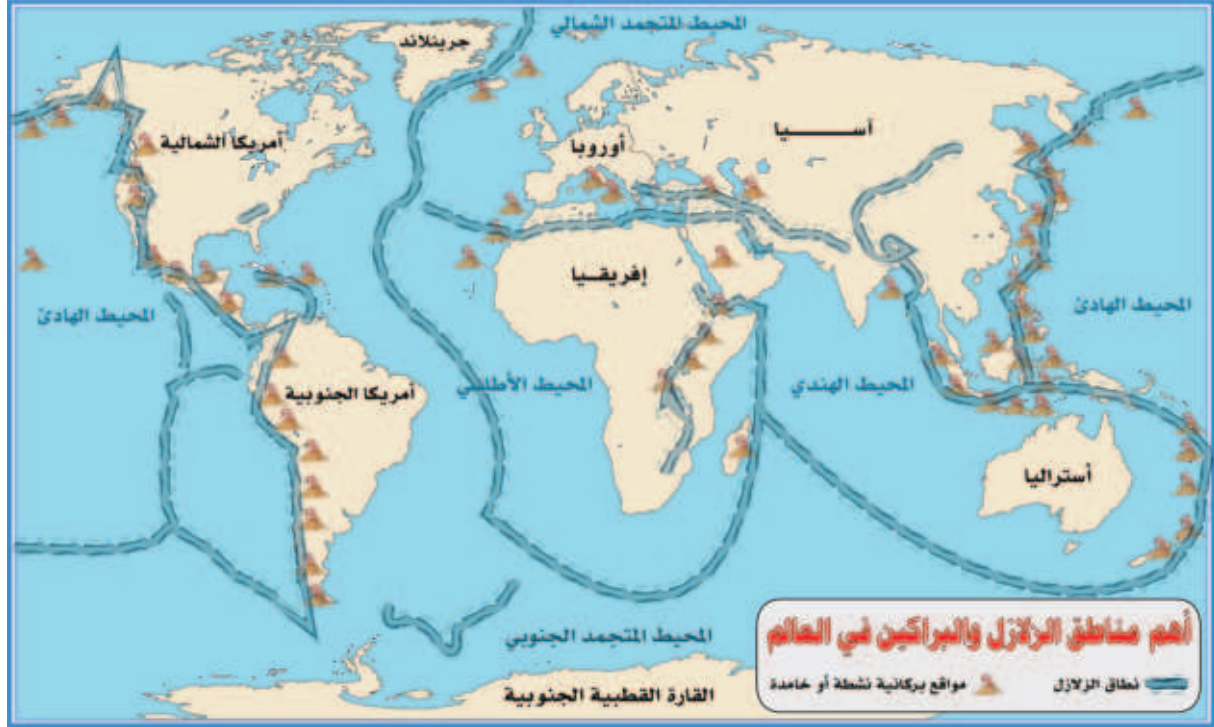 المحيط المتجمد الشمالي
جرينلاند
أمريكا الشمالية
أوروبا
آسيا
إفريقيا
المحيط الهادئ
المحيط الهادئ
أمريكا الجنوبية
المحيط الأطلسي
المحيط الهندي
أستراليا
المحيط المتجمد الجنوبي
القارة القطبية الجنوبية
أهم مناطق الزلازل والبراكين في العالم
نطاق الزلازل
مواقع بركانية نشطة أو خامدة